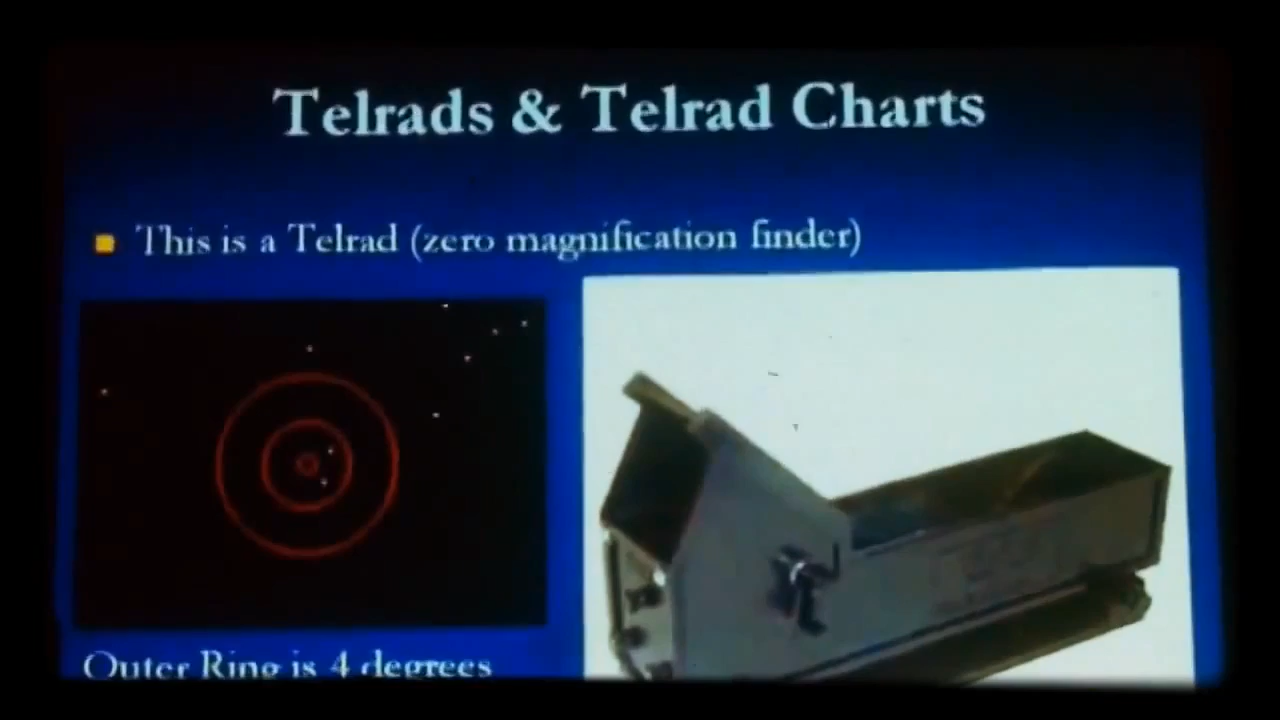 Telrads & Telrad Charts
This is a Telrad (zero magnification finder)
Outer Ring is 4 degrees